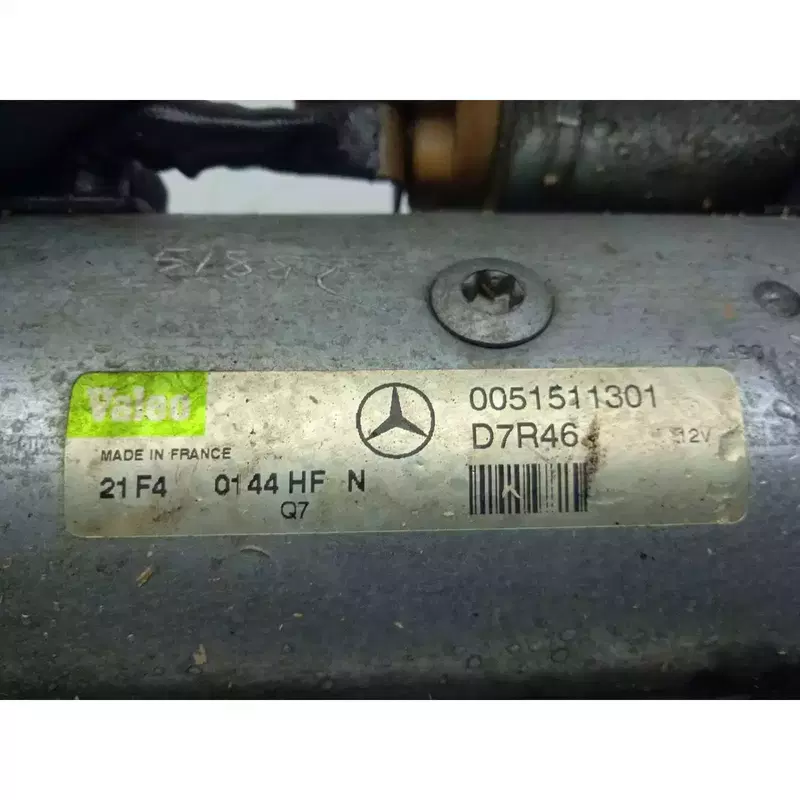 Valeo
MADE IN FRANCE
21 F4 0144 HF N
Q7
0051511301
D7R46 12V